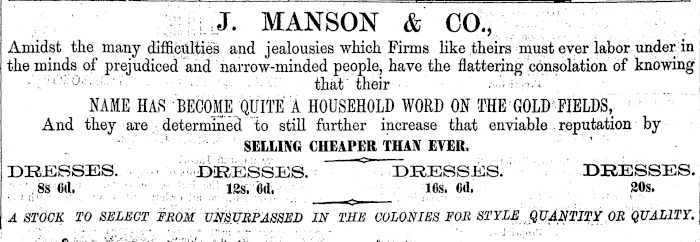 J. MANSON & CO.,
Amidst the many difficulties and jealousies which Firms like theirs must ever labor under in
the minds of prejudiced and narrow-minded people, have the flattering consolation of knowing
that their
NAME HAS BECOME QUITE A HOUSEHOLD WORD ON THE GOLD FIELDS,
And they are determined to still further increase that enviable reputation by
SELLING CHEAPER THAN EVER.
DRESSES. DRESSES. DRESSES. DRESSES.
8s 6d. 12s. 6d. 16s. 6d. 20s.
A STOCK TO SELECT FROM UNSURPASSED IN THE COLONIES FOR STYLE QUANTITY OR QUALITY.